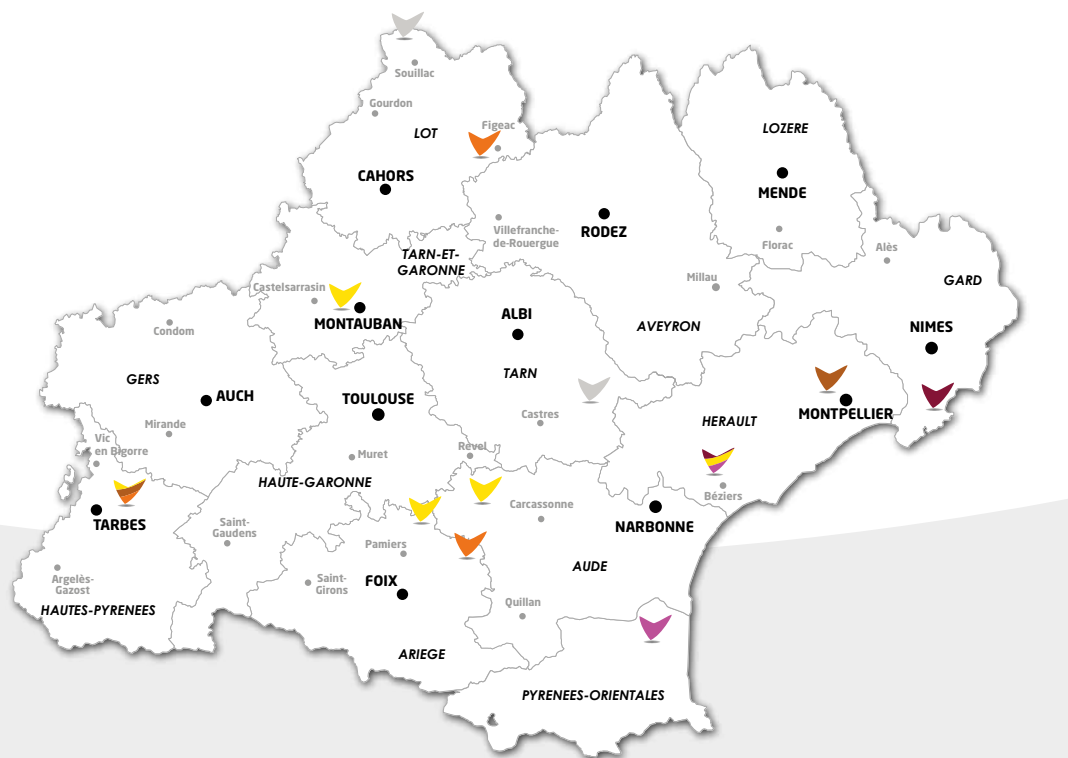 Souillac
Gourdon
LOT
Figeac
CAHORS
LOZERE
MENDE
Florac
Villefranche-
de-Rouergue
RODEZ
Alès
Millau
GARD
TARN-ET-
GARONNE
Castelsarrasin
MONTAUBAN
ALBI
AVEYRON
NIMES
Condom
GERS
AUCH
TARN
TOULOUSE
Castres
HERAULT
MONTPELLIER
Mirande
Vic
en Bigorre
Muret
Revel
HAUTE-GARONNE
Béziers
TARBES
Carcassonne
NARBONNE
Saint-
Gaudens
Pamiers
AUDE
Argelès-
Gazost
Saint-
Girons
FOIX
HAUTES-PYRENEES
Quillan
ARIEGE
PYRENEES-ORIENTALES